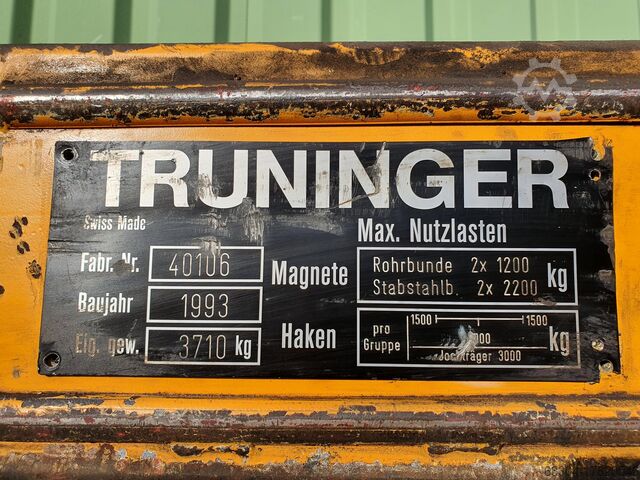 TRUNINGER
Swiss Made
Max. Nutzlasten
Fabr. Nr. 40106
Magnete
Rohrbunde 2x 1200
Stabstahlb. 2x 2200
kg
Baujahr 1993
Eig. gew. 3710 kg
Haken
pro Gruppe
1500 1500
Jochträger 3000
kg